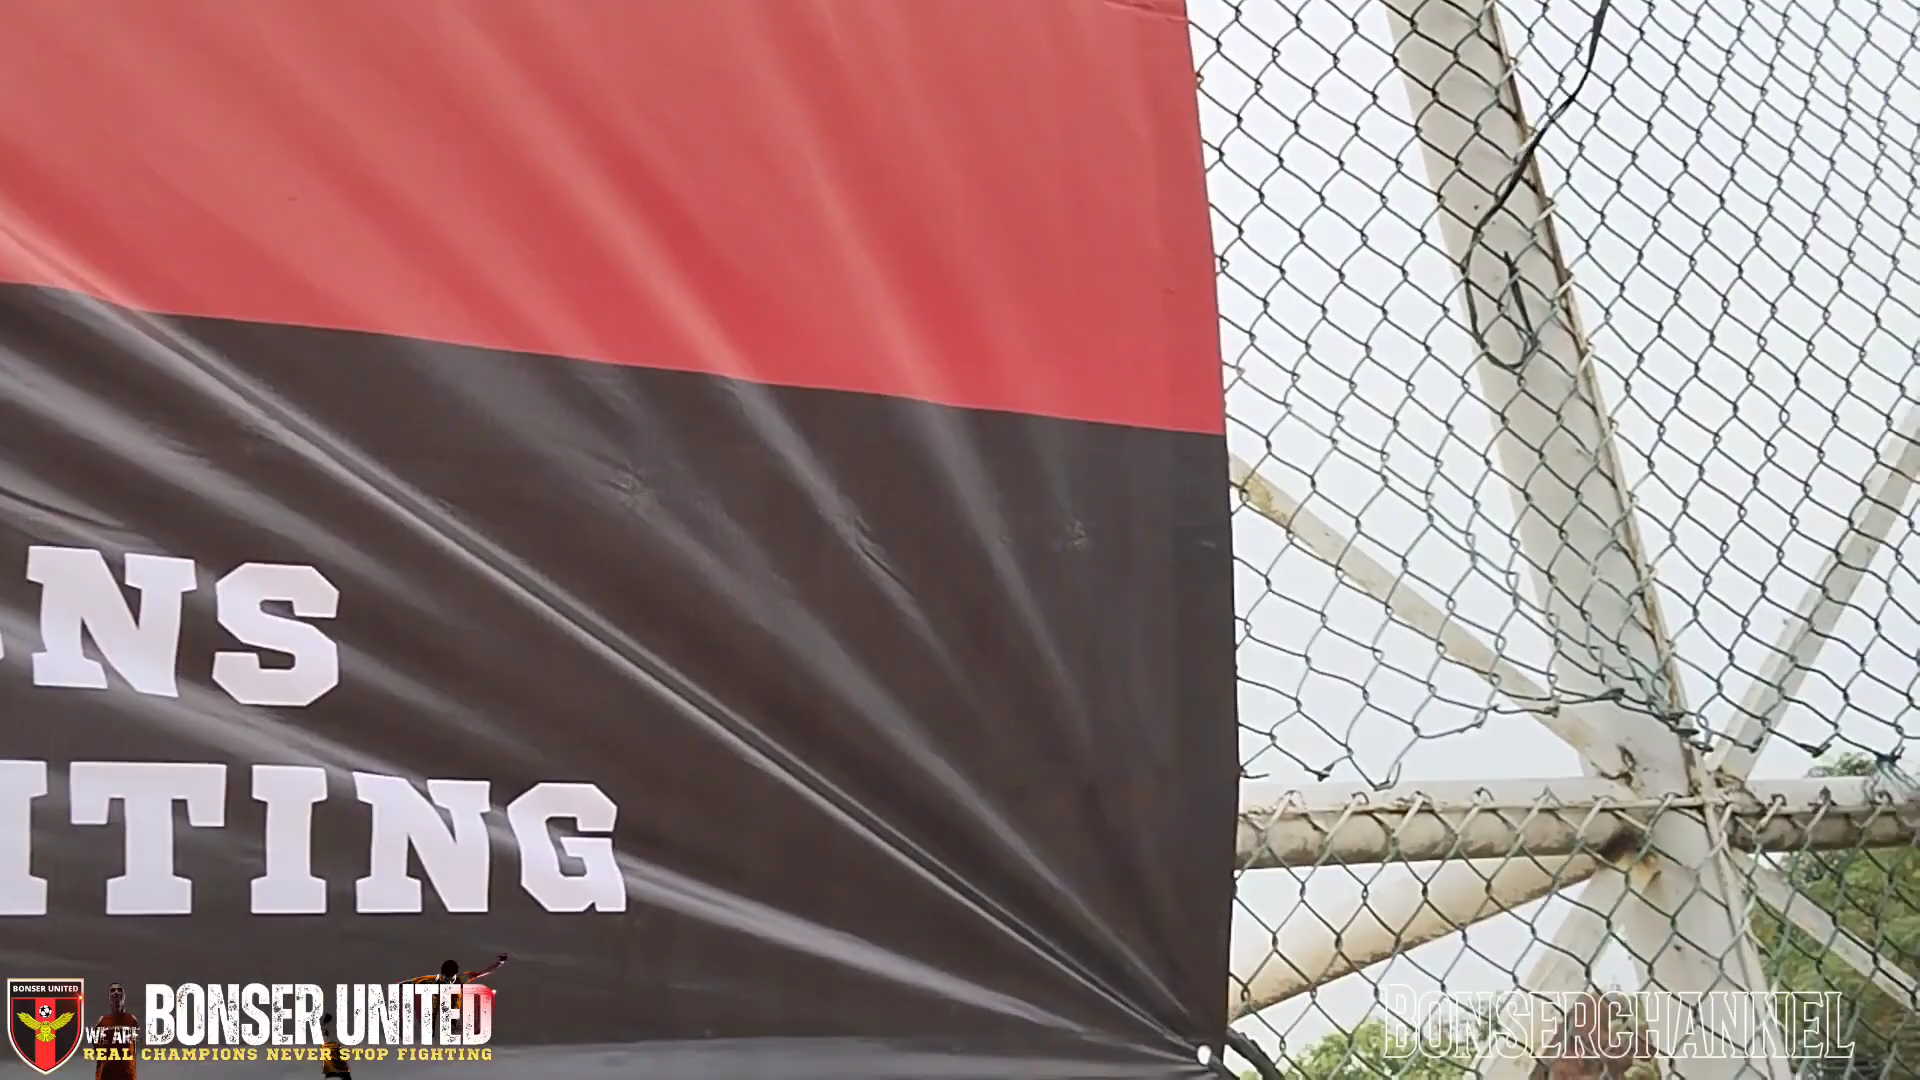 NS
ITING
BONSER UNITED
WE ARE BONSER UNITED
REAL CHAMPIONS NEVER STOP FIGHTING
BONSERCHANNEL